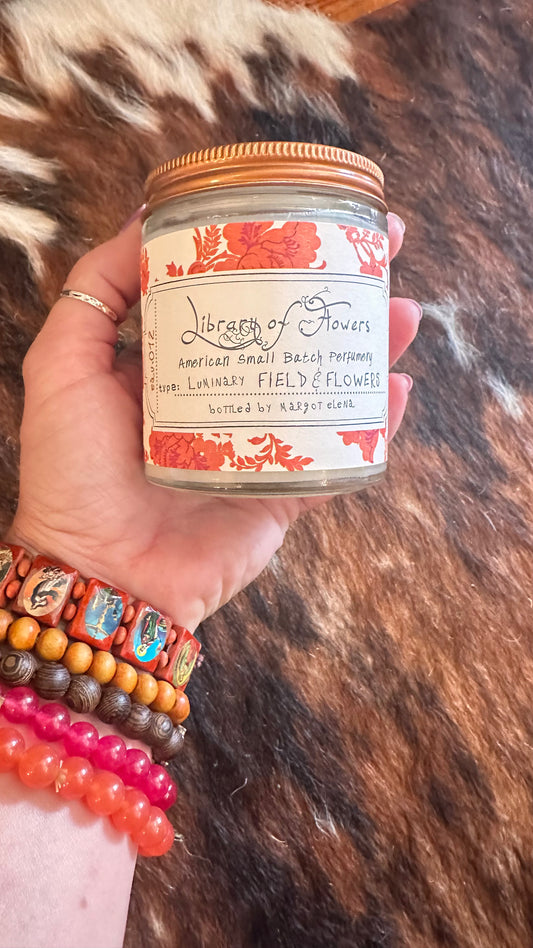 Library of Flowers
American Small Batch Perfumery
type: Luminary FIELD & FLOWERS
bottled by Margot Elena